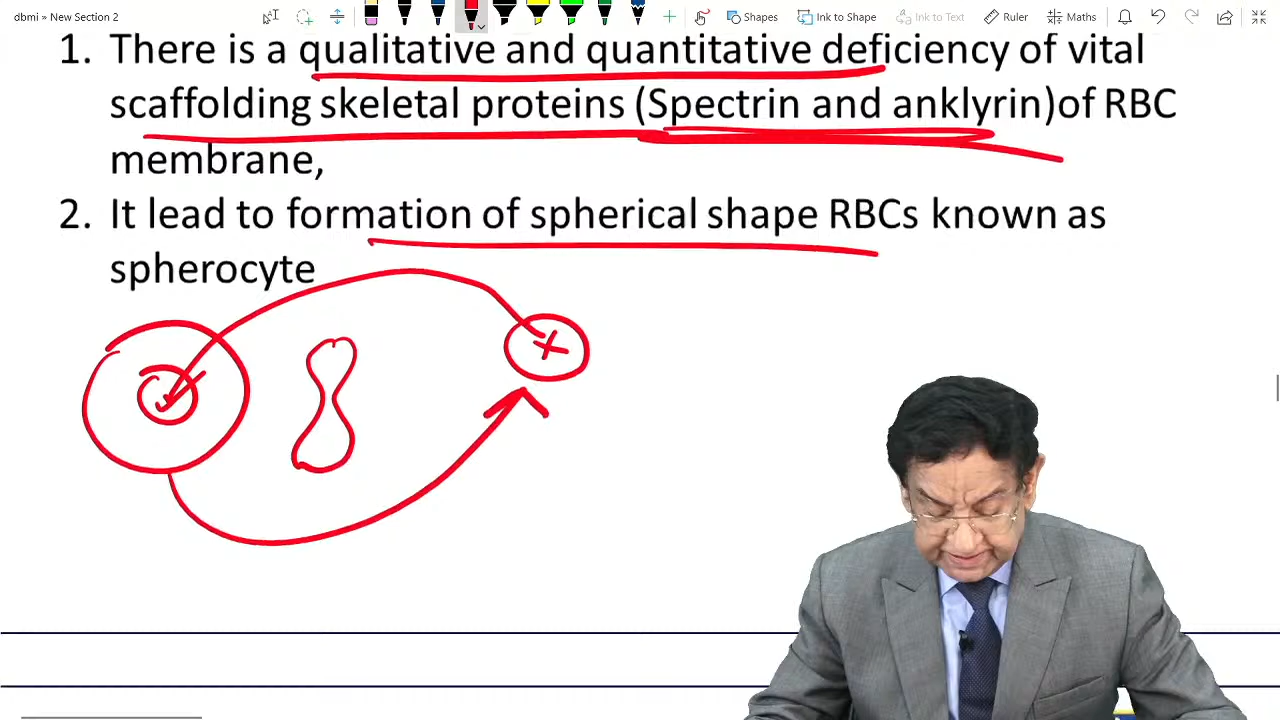 dbmi » New Section 2
Shapes Ink to Shape Ink to Text Ruler Maths
1. There is a qualitative and quantitative deficiency of vital
scaffolding skeletal proteins (Spectrin and anklyrin)of RBC
membrane,
2. It lead to formation of spherical shape RBCs known as
spherocyte